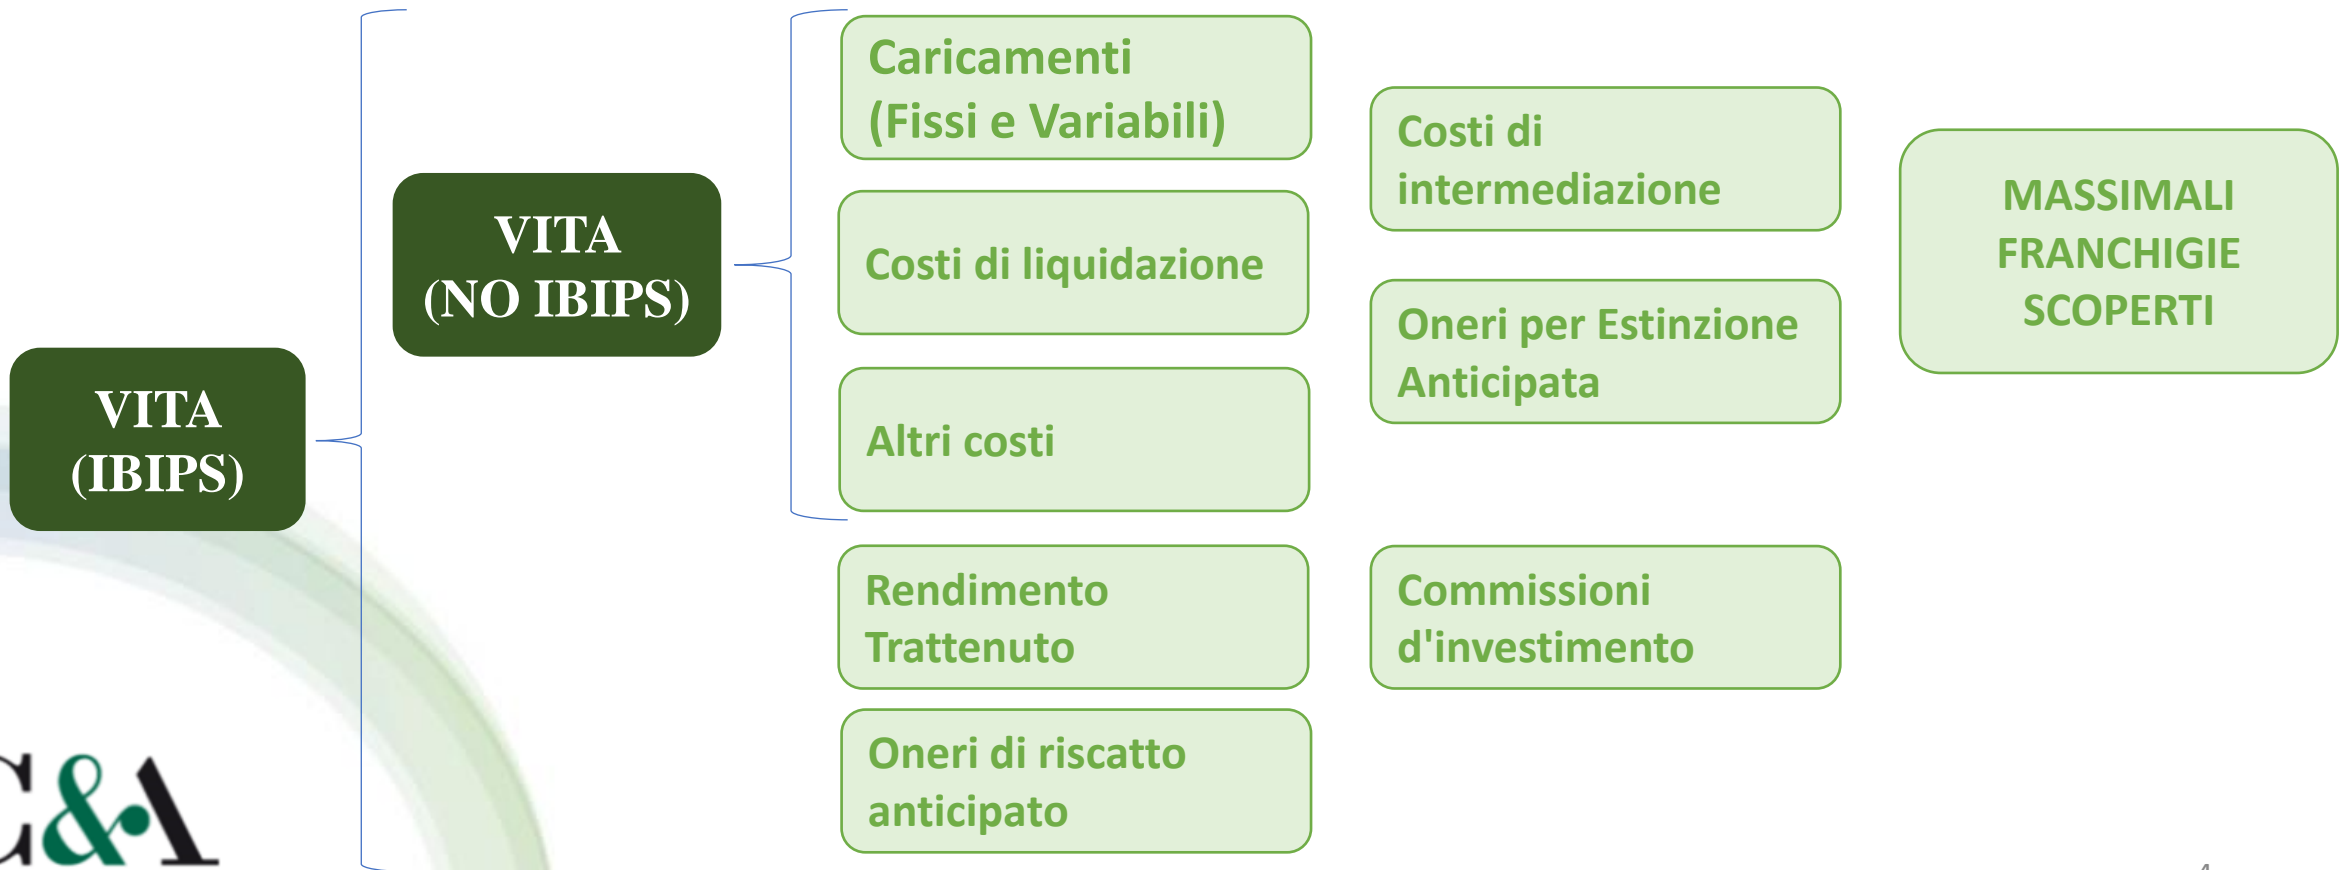 VITA
(IBIPS)
VITA
(NO IBIPS)
Caricamenti
(Fissi e Variabili)
Costi di liquidazione
Altri costi
Rendimento
Trattenuto
Oneri di riscatto
anticipato
Costi di
intermediazione
Oneri per Estinzione
Anticipata
Commissioni
d'investimento
MASSIMALI
FRANCHIGIE
SCOPERTI
&A